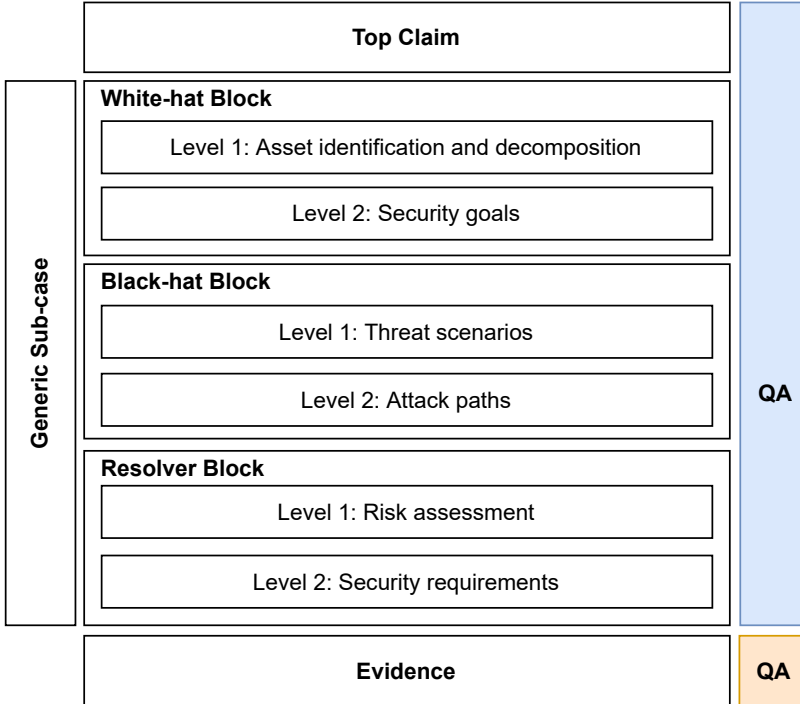 Top Claim
White-hat Block
Level 1: Asset identification and decomposition
Level 2: Security goals
Black-hat Block
Level 1: Threat scenarios
Level 2: Attack paths
Resolver Block
Level 1: Risk assessment
Level 2: Security requirements
Generic Sub-case
QA
Evidence
QA